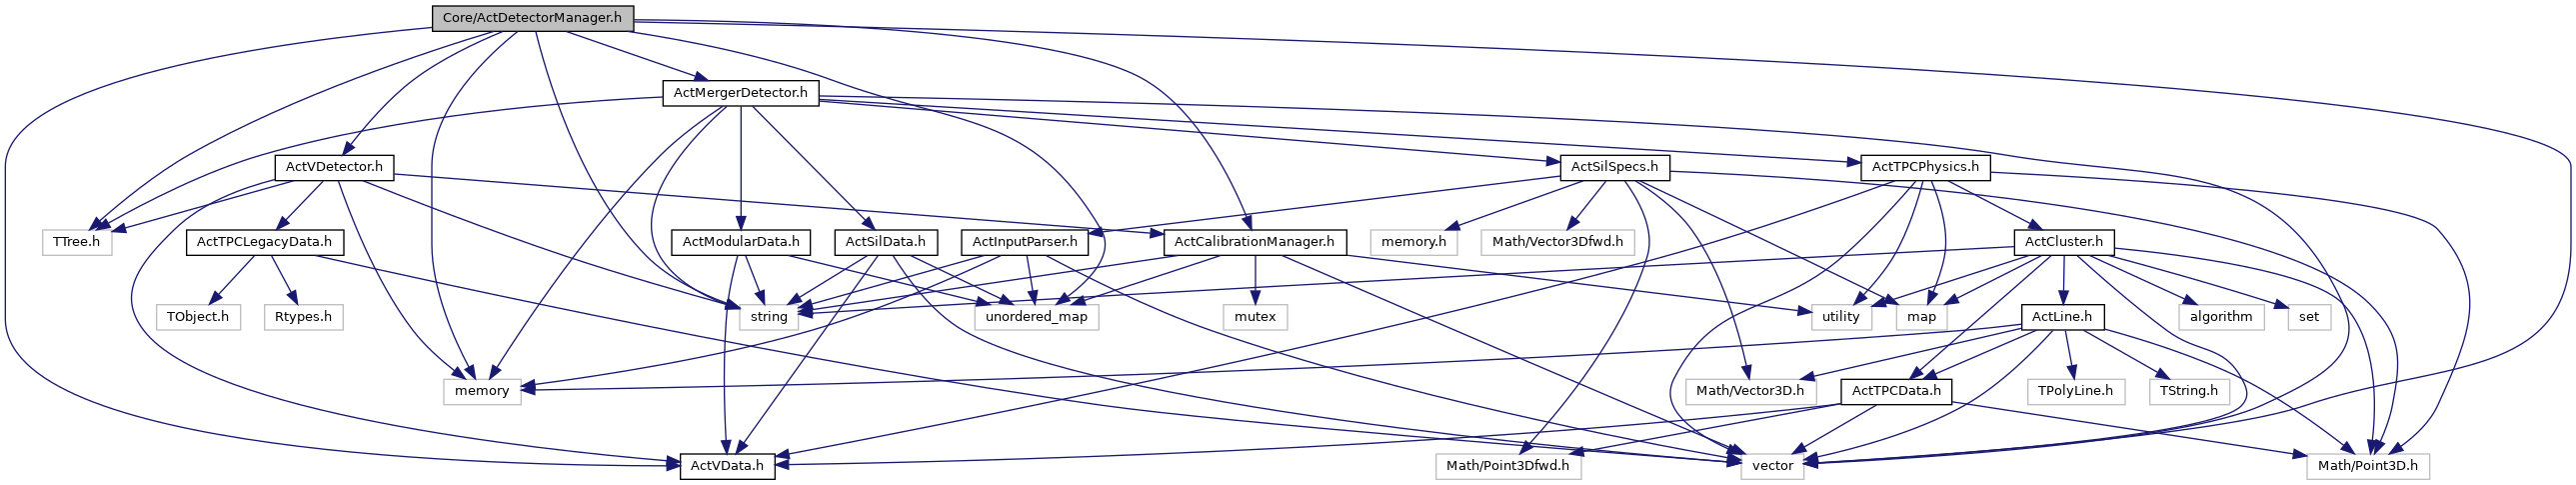 Core/ActDetectorManager.h
ActMergerDetector.h
ActVDetector.h
ActSilSpecs.h
ActTPCPhysics.h
TTree.h
ActTPCLegacyData.h
ActModularData.h
ActSilData.h
ActInputParser.h
ActCalibrationManager.h
memory.h
Math/Vector3Dfwd.h
ActCluster.h
TObject.h
Rtypes.h
string
unordered_map
mutex
utility
map
ActLine.h
algorithm
set
memory
Math/Vector3D.h
ActTPCData.h
TPolyLine.h
TString.h
ActVData.h
Math/Point3Dfwd.h
vector
Math/Point3D.h